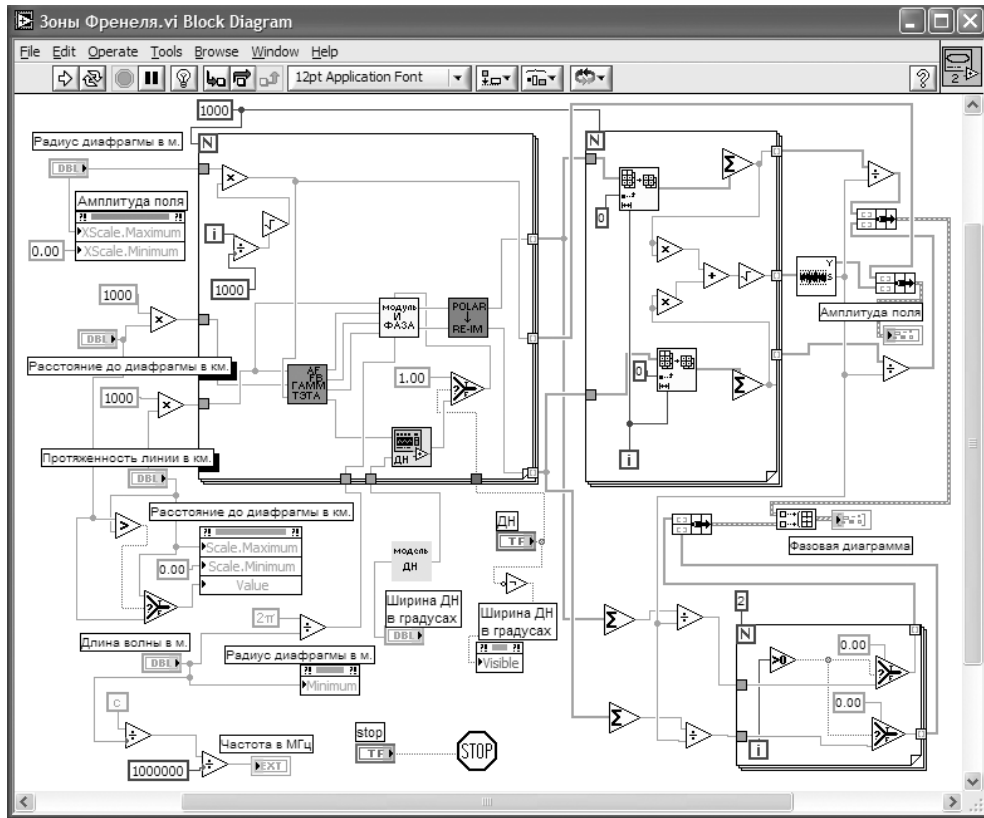 Зоны Френеля.vi Block Diagram
File Edit Operate Tools Browse Window Help
12pt Application Font
2
1000
N
N
Радиус диафрагмы в м.
DBL
Амплитуда поля
XScale.Maximum
0.00
XScale.Minimum
i
1000
0
Σ
Y
S
Амплитуда поля
1000
DBL
модуль
И
ФАЗА
POLAR
RE-IM
Расстояние до диафрагмы в км.
1000
AF
FB
ГАММ
ТЭТА
1.00
0
Σ
ДН
i
Протяженность линии в км.
DBL
Расстояние до диафрагмы в км.
Scale.Maximum
0.00
Scale.Minimum
Value
модель
ДН
ДН
TF
Фазовая диаграмма
2π
Ширина ДН
в градусах
DBL
Ширина ДН
в градусах
Visible
Σ
2
N
>0
0.00
0.00
i
Длина волны в м.
DBL
Радиус диафрагмы в м.
Minimum
Σ
c
1000000
Частота в МГц
EXT
stop
TF
STOP